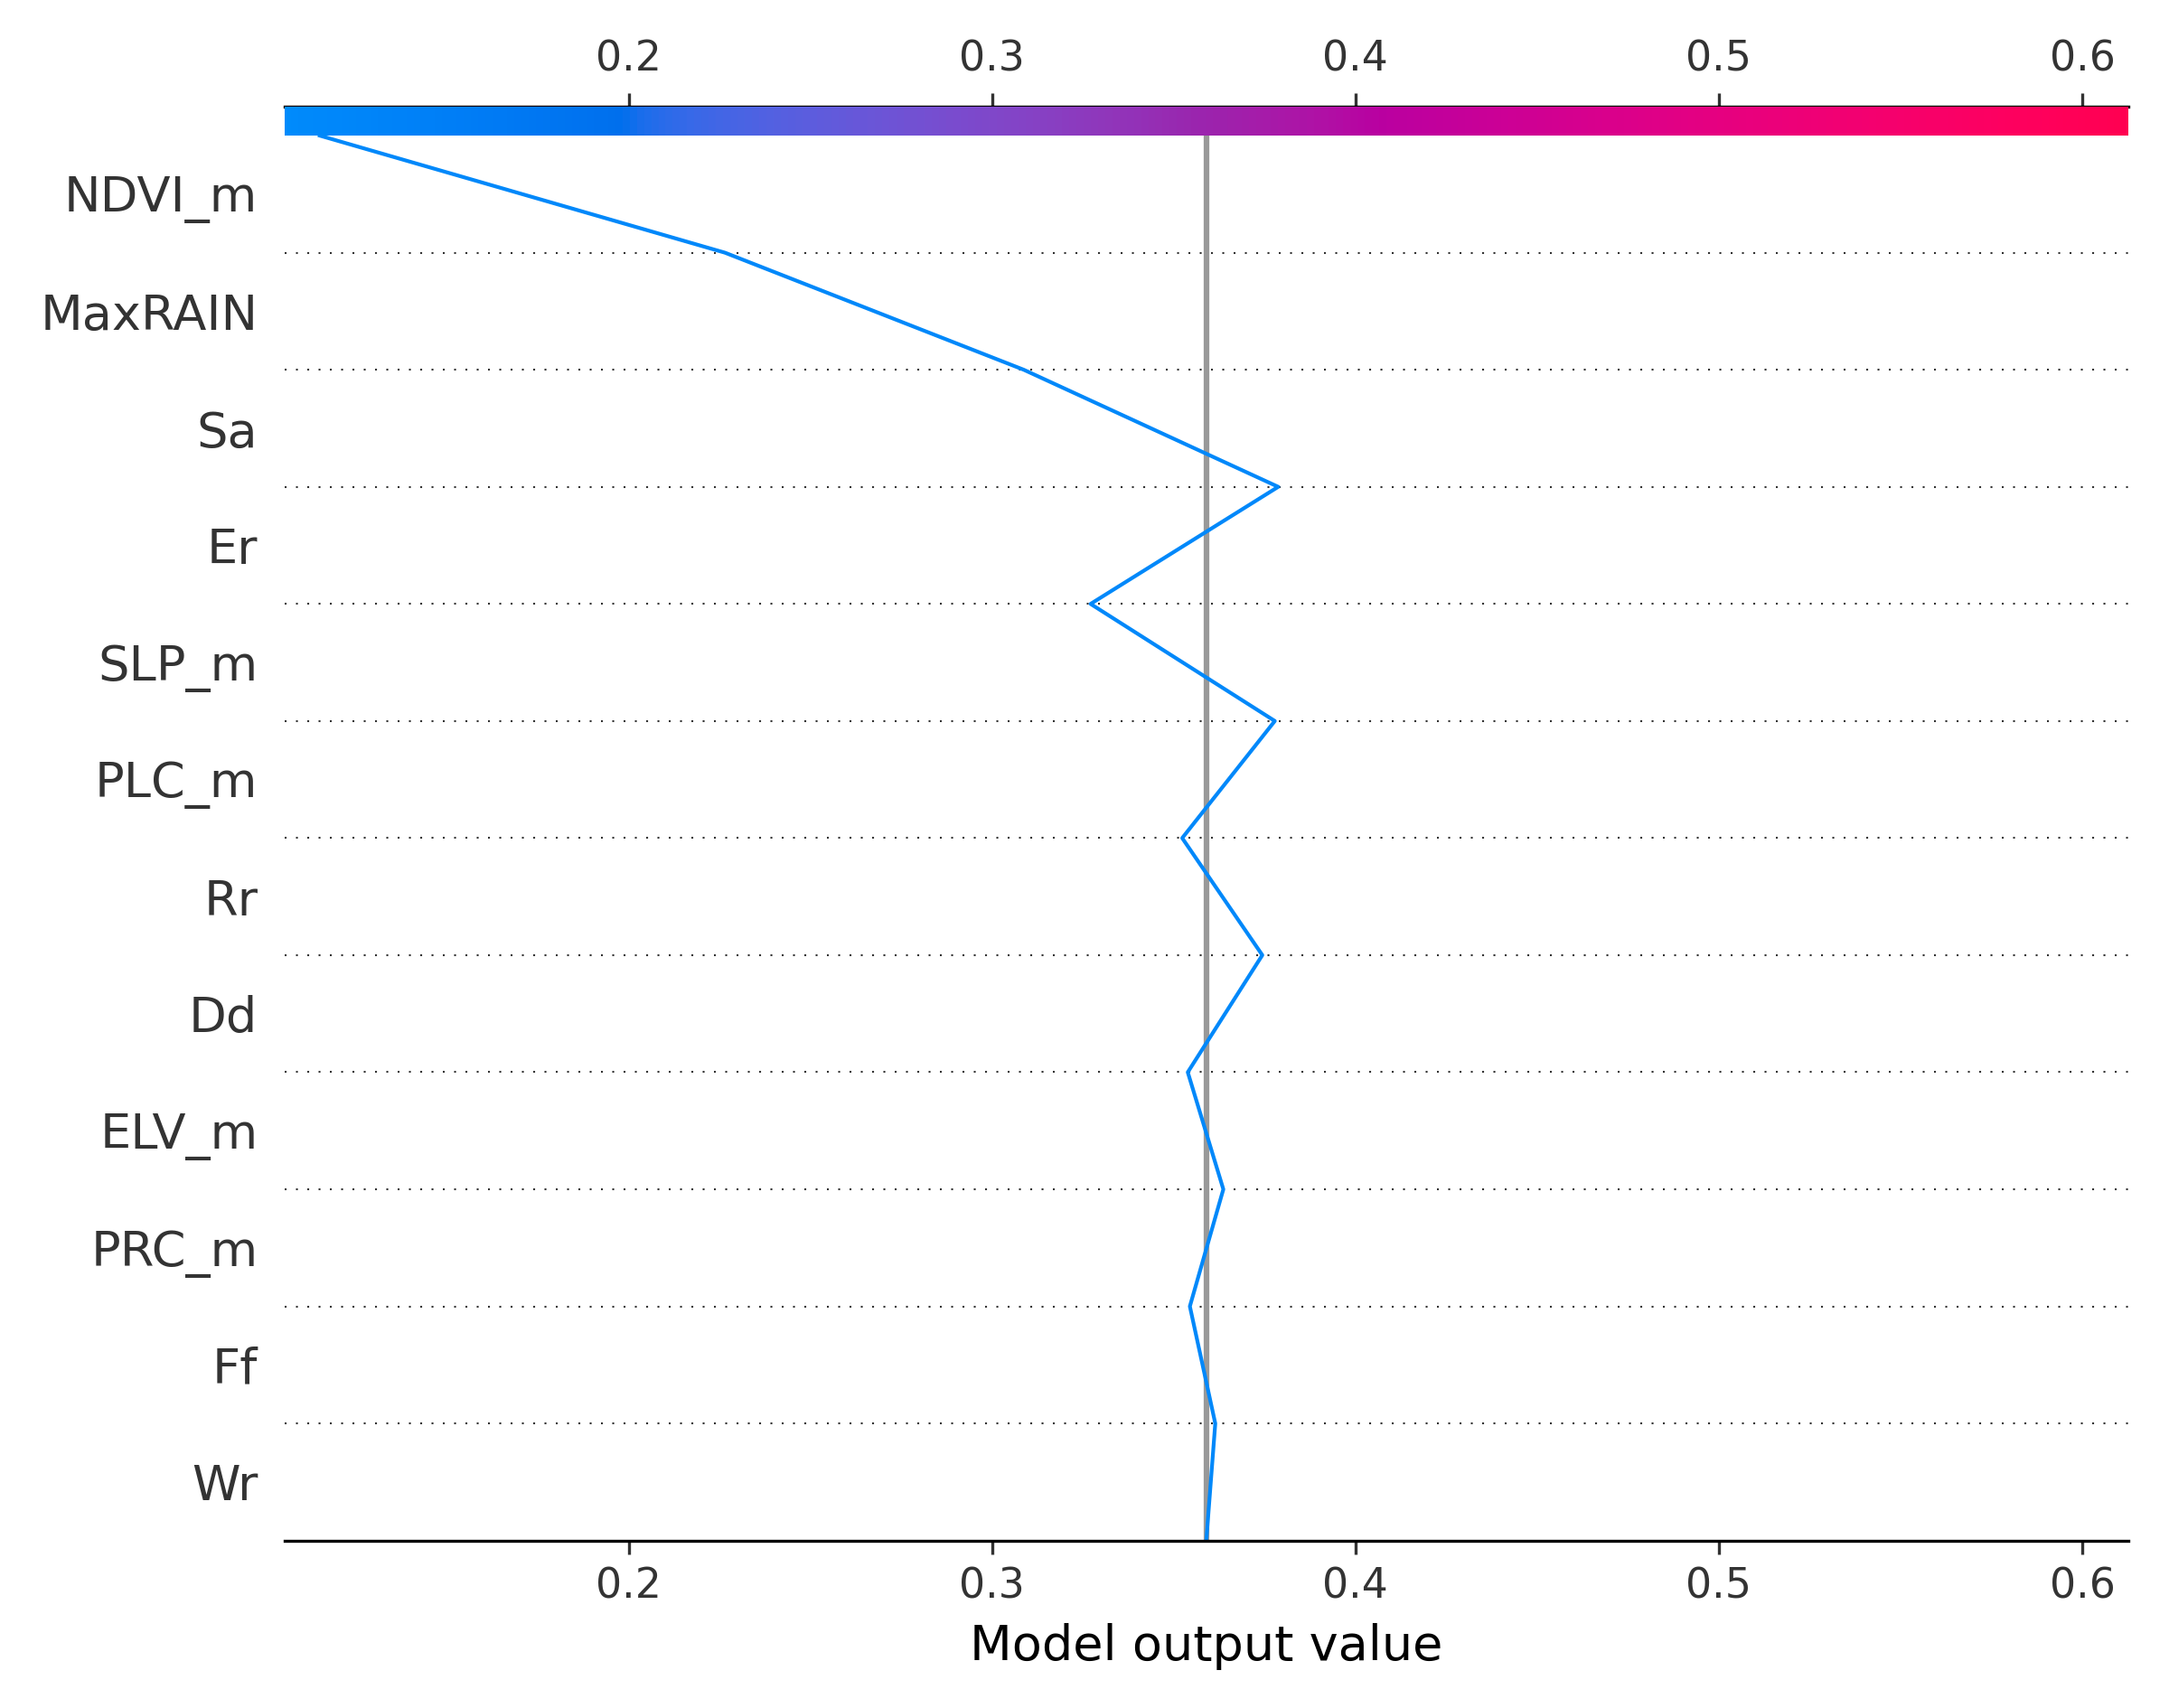 0.2 0.3 0.4 0.5 0.6
NDVI_m
MaxRAIN
Sa
Er
SLP_m
PLC_m
Rr
Dd
ELV_m
PRC_m
Ff
Wr
0.2 0.3 0.4 0.5 0.6
Model output value